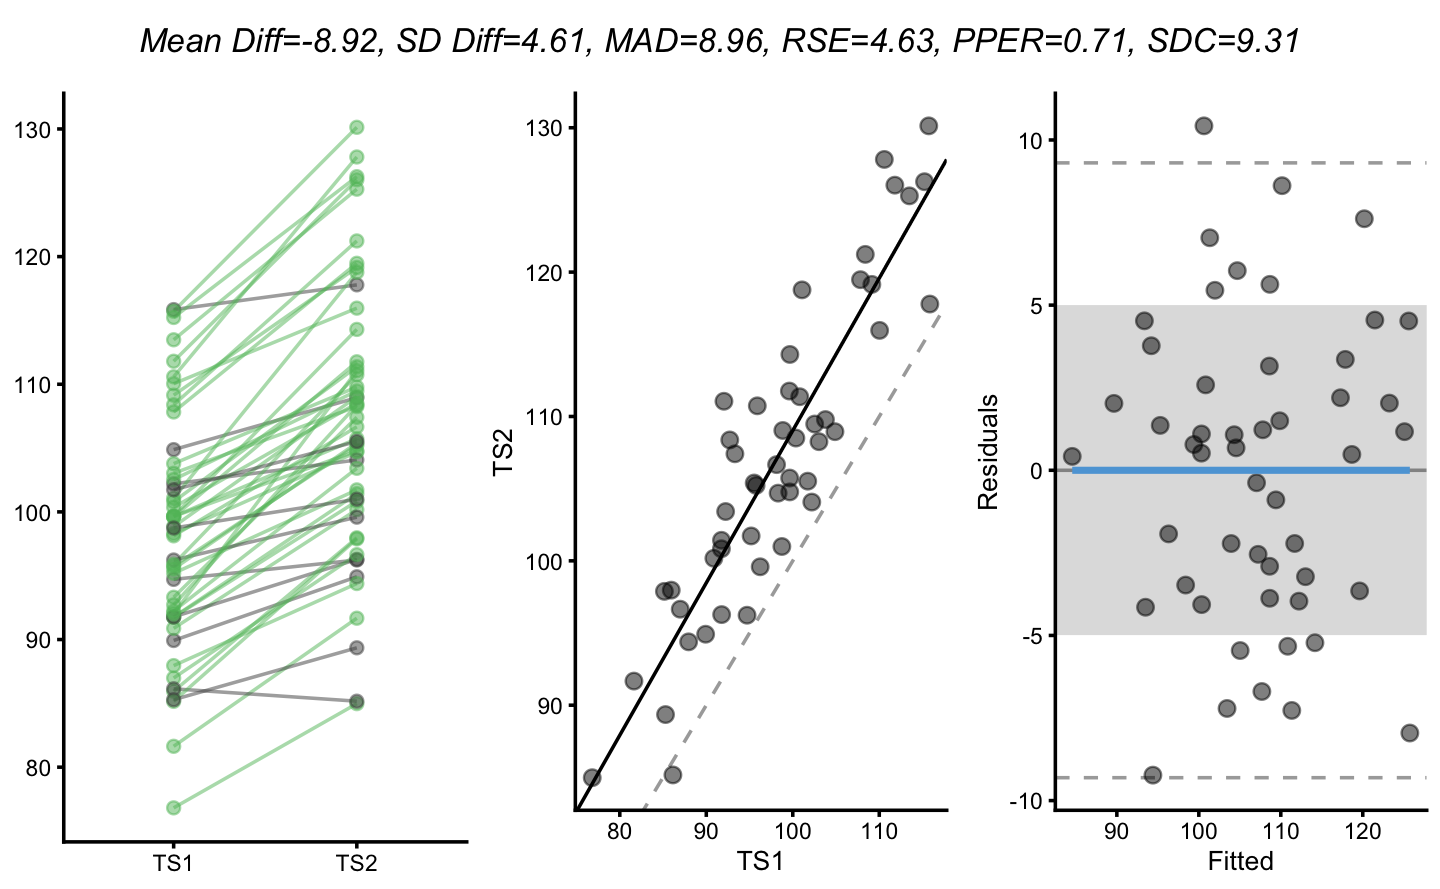 Mean Diff=-8.92, SD Diff=4.61, MAD=8.96, RSE=4.63, PPER=0.71, SDC=9.31
130
120
110
100
90
80
TS1 TS2
TS2
130
120
110
100
90
80 90 100 110
TS1
Residuals
10
5
0
-5
-10
90 100 110 120
Fitted